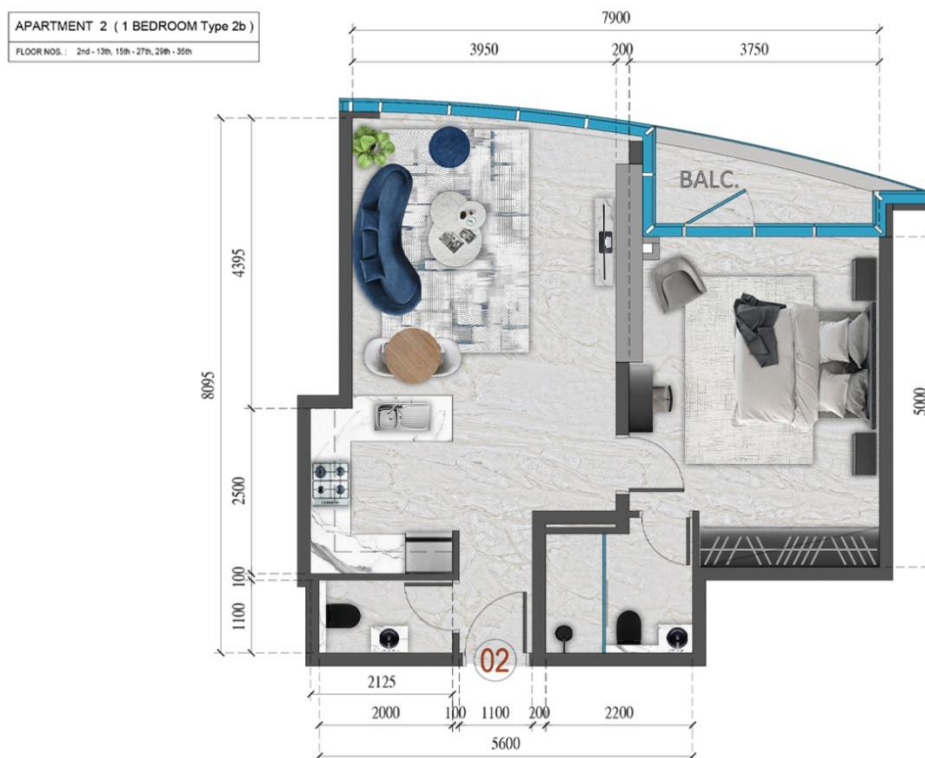 APARTMENT 2 ( 1 BEDROOM Type 2b )
FLOOR NOS. : 2nd - 13th, 15th - 27th, 29th - 35th
7900
3950 200 3750
BALC.
4395
8095
5000
2500
100
1100
02
2125
2000 100 1100 200 2200
5600